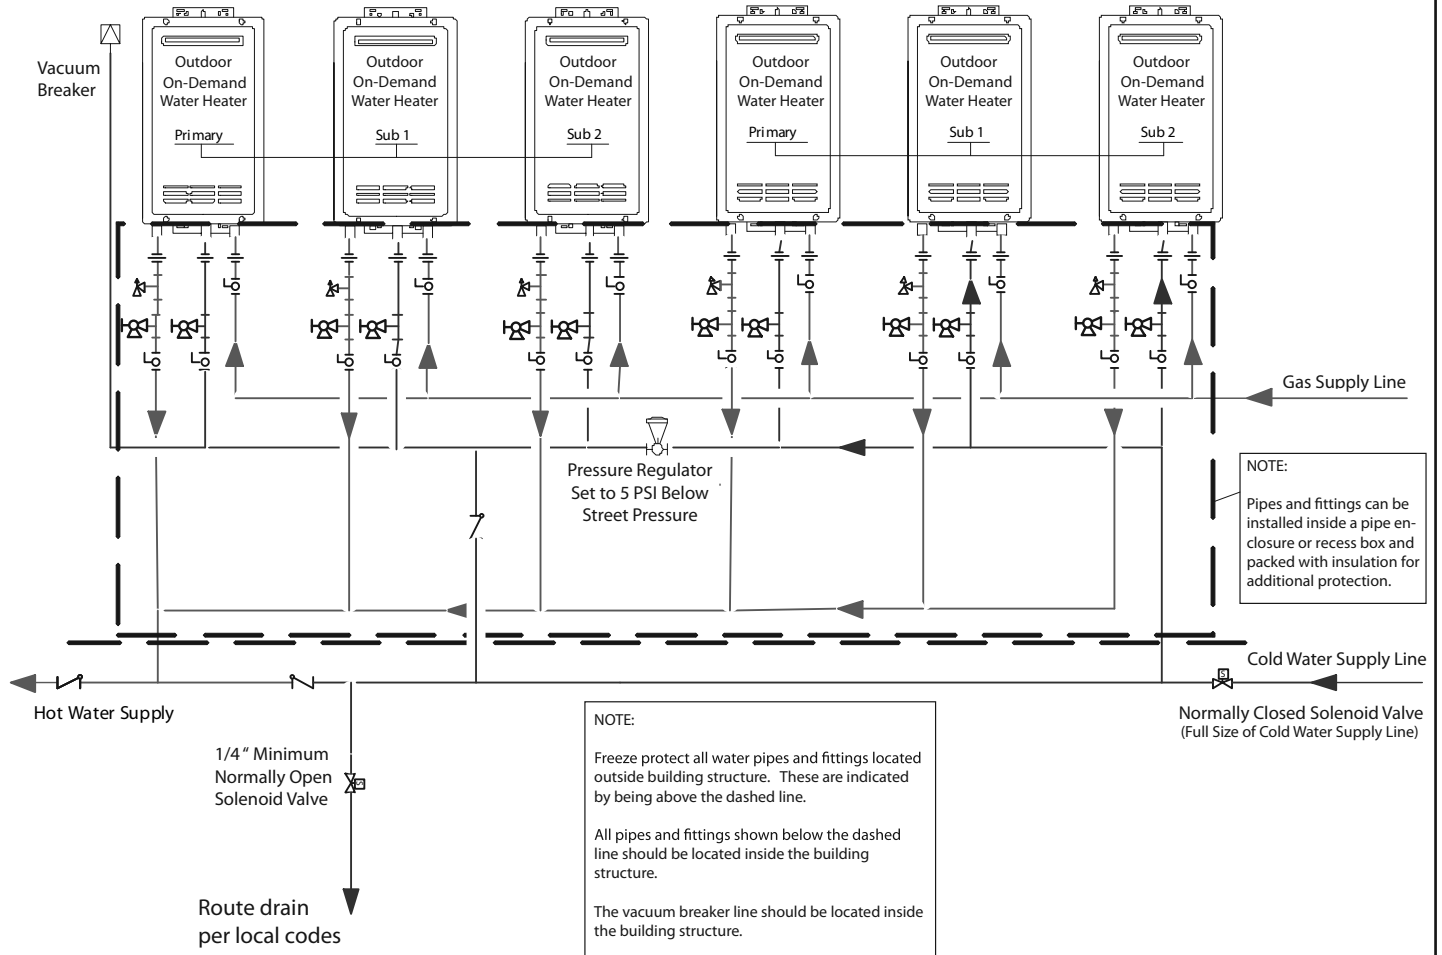 Vacuum
Breaker
Outdoor
On-Demand
Water Heater
Primary
Outdoor
On-Demand
Water Heater
Sub 1
Outdoor
On-Demand
Water Heater
Sub 2
Outdoor
On-Demand
Water Heater
Primary
Outdoor
On-Demand
Water Heater
Sub 1
Outdoor
On-Demand
Water Heater
Sub 2
Gas Supply Line
Pressure Regulator
Set to 5 PSI Below
Street Pressure
NOTE:
Pipes and fittings can be
installed inside a pipe en-
closure or recess box and
packed with insulation for
additional protection.
Cold Water Supply Line
S
Normally Closed Solenoid Valve
(Full Size of Cold Water Supply Line)
Hot Water Supply
1/4 “ Minimum
Normally Open
Solenoid Valve
S
Route drain
per local codes
NOTE:
Freeze protect all water pipes and fittings located
outside building structure. These are indicated
by being above the dashed line.
All pipes and fittings shown below the dashed
line should be located inside the building
structure.
The vacuum breaker line should be located inside
the building structure.